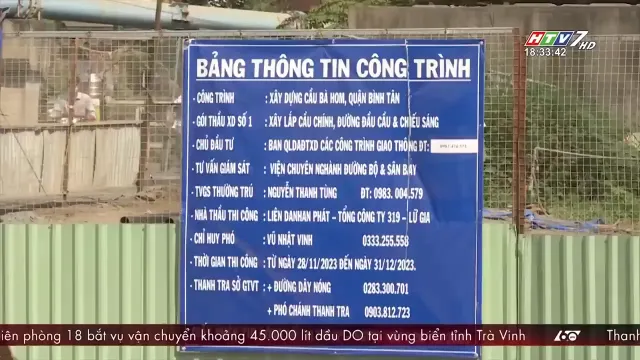 HTV7 HD
18:33:42
BẢNG THÔNG TIN CÔNG TRÌNH
- CÔNG TRÌNH : XÂY DỰNG CẦU BÀ HOM, QUẬN BÌNH TÂN
- GÓI THẦU XD SỐ 1 : XÂY LẮP CẦU CHÍNH, ĐƯỜNG ĐẦU CẦU & CHIẾU SÁNG
- CHỦ ĐẦU TƯ : BAN QLDAĐTXD CÁC CÔNG TRÌNH GIAO THÔNG ĐT:
- TƯ VẤN GIÁM SÁT : VIỆN CHUYÊN NGHÀNH ĐƯỜNG BỘ & SÂN BAY
- TVGS THƯỜNG TRÚ : NGUYỄN THANH TÙNG ĐT: 0983. 004.579
- NHÀ THẦU THI CÔNG : LIÊN DANHAN PHÁT – TỔNG CÔNG TY 319 – LỮ GIA
- CHỈ HUY PHÓ : VŨ NHẬT VINH 0333.255.558
- THỜI GIAN THI CÔNG : TỪ NGÀY 28/11/2023 ĐẾN NGÀY 31/12/2023.
- THANH TRA SỞ GTVT : + ĐƯỜNG DÂY NÓNG 0283.300.701
+ PHÓ CHÁNH THANH TRA 0903.812.723
iên phòng 18 bắt vụ vận chuyển khoảng 45.000 lít dầu DO tại vùng biển tỉnh Trà Vinh 60 Thanh